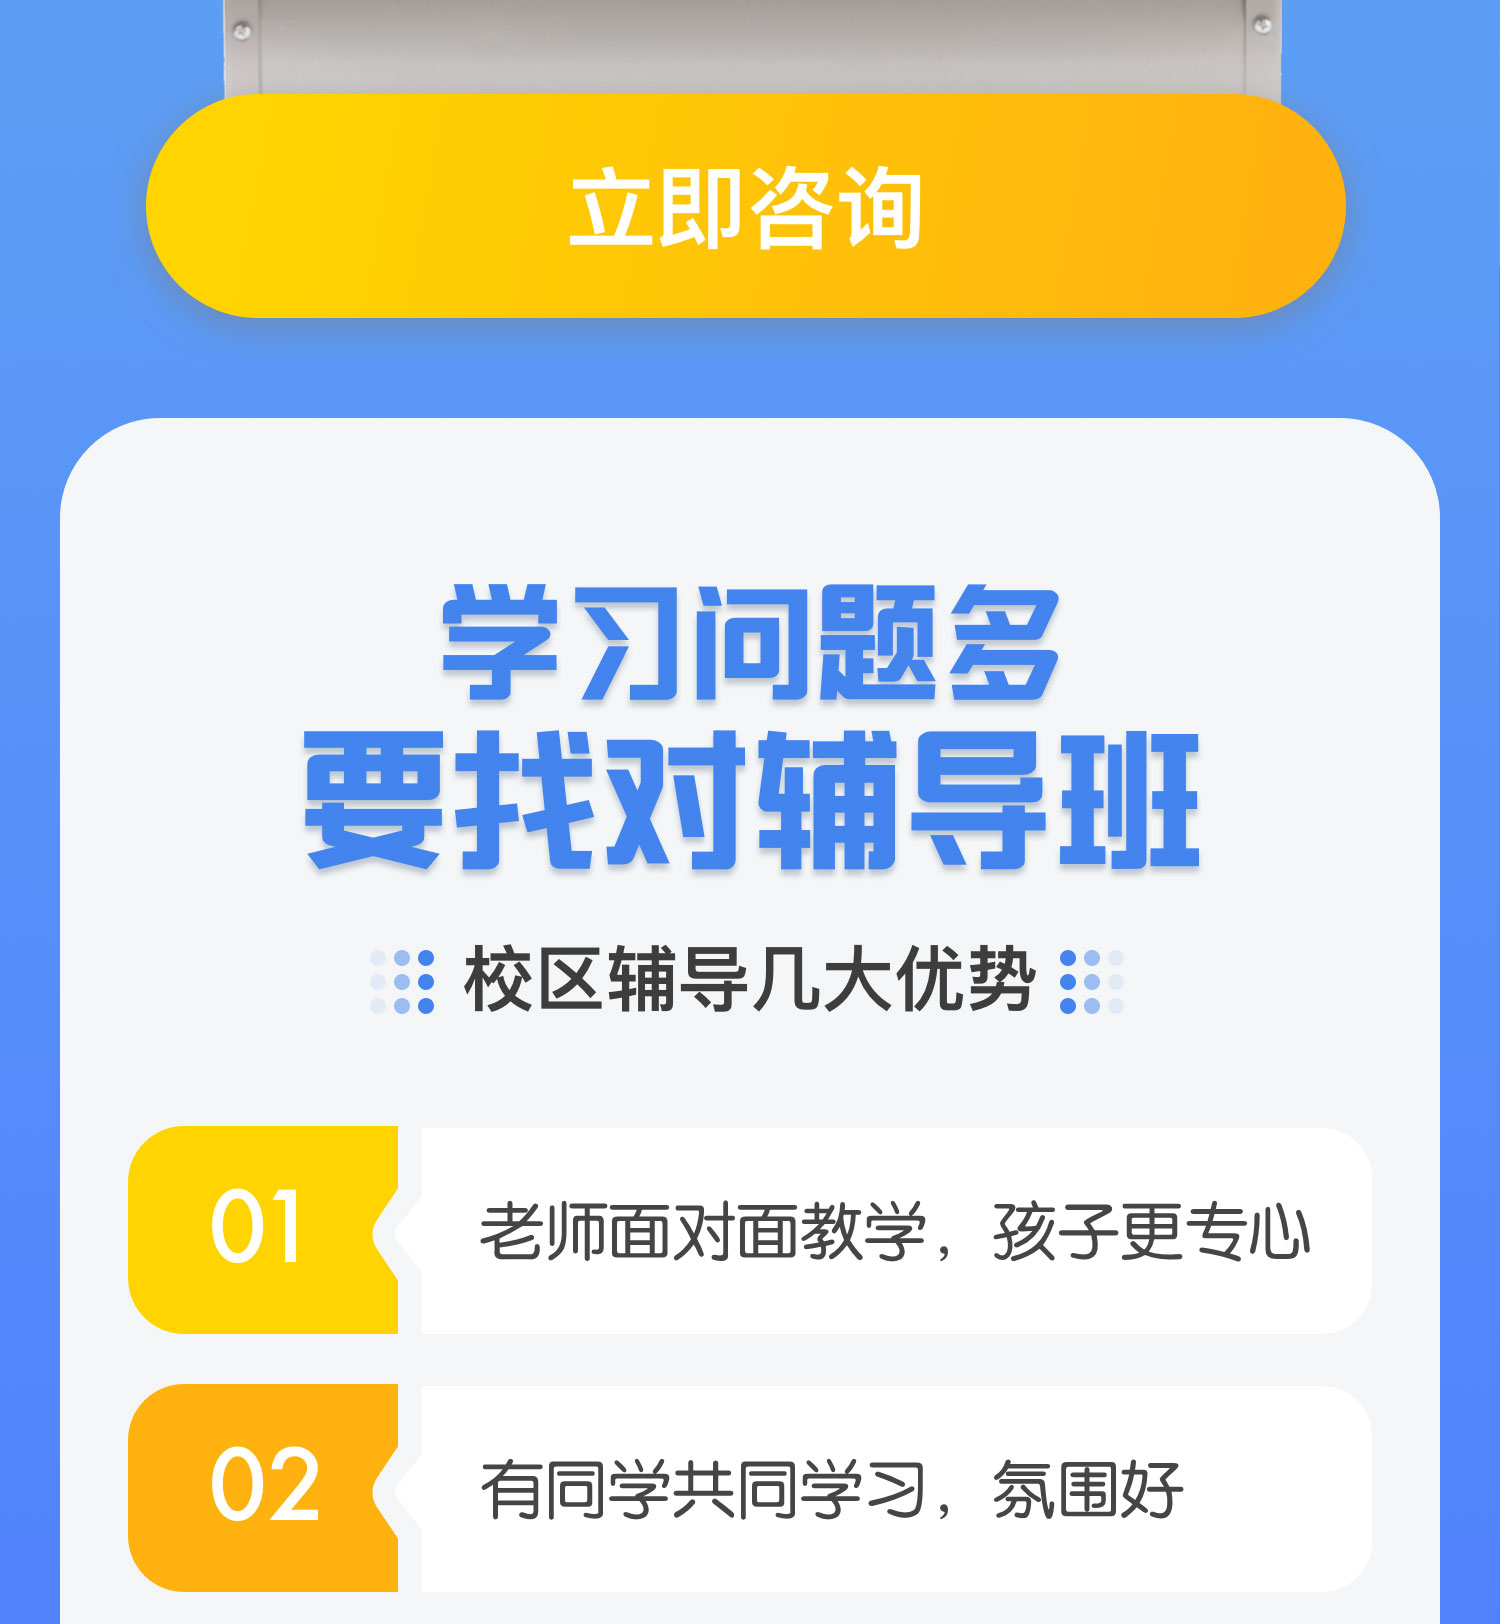 立即咨询
学习问题多
要找对辅导班
校区辅导几大优势
01
老师面对面教学，孩子更专心
02
有同学共同学习，氛围好